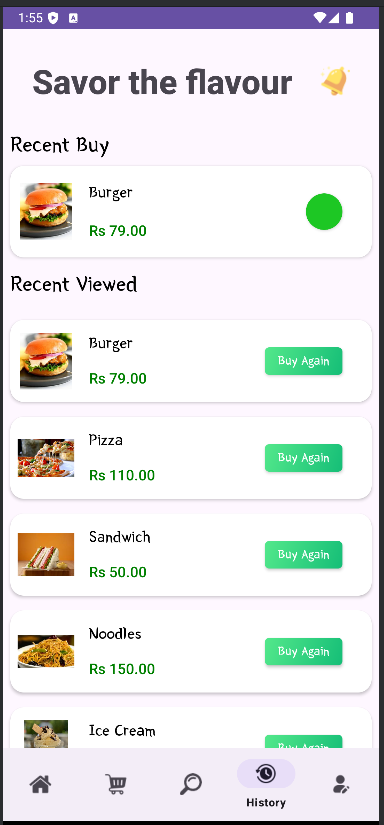 1:55
Savor the flavour
Recent Buy
Burger
Rs 79.00
Recent Viewed
Burger
Rs 79.00
Buy Again
Pizza
Rs 110.00
Buy Again
Sandwich
Rs 50.00
Buy Again
Noodles
Rs 150.00
Buy Again
Ice Cream
Buy Again
History